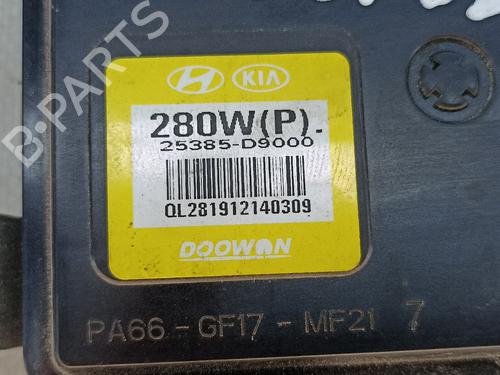 B-PARTS
HYUNDAI KIA
280W(P).
25385-D9000
QL281912140309
DOOWON
PA66-GF17-MF21 7